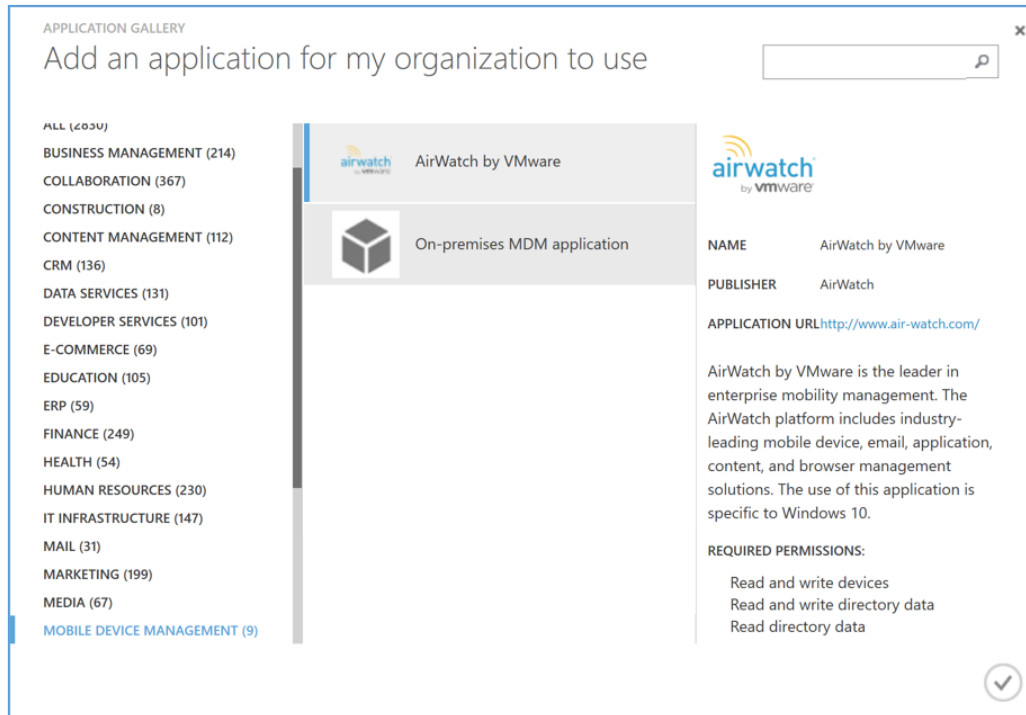 APPLICATION GALLERY
Add an application for my organization to use
ALL (2830)
BUSINESS MANAGEMENT (214)
COLLABORATION (367)
CONSTRUCTION (8)
CONTENT MANAGEMENT (112)
CRM (136)
DATA SERVICES (131)
DEVELOPER SERVICES (101)
E-COMMERCE (69)
EDUCATION (105)
ERP (59)
FINANCE (249)
HEALTH (54)
HUMAN RESOURCES (230)
IT INFRASTRUCTURE (147)
MAIL (31)
MARKETING (199)
MEDIA (67)
MOBILE DEVICE MANAGEMENT (9)
airwatch
by vmware
AirWatch by VMware
On-premises MDM application
airwatch
by vmware
NAME AirWatch by VMware
PUBLISHER AirWatch
APPLICATION URL http://www.air-watch.com/
AirWatch by VMware is the leader in
enterprise mobility management. The
AirWatch platform includes industry-
leading mobile device, email, application,
content, and browser management
solutions. The use of this application is
specific to Windows 10.
REQUIRED PERMISSIONS:
Read and write devices
Read and write directory data
Read directory data